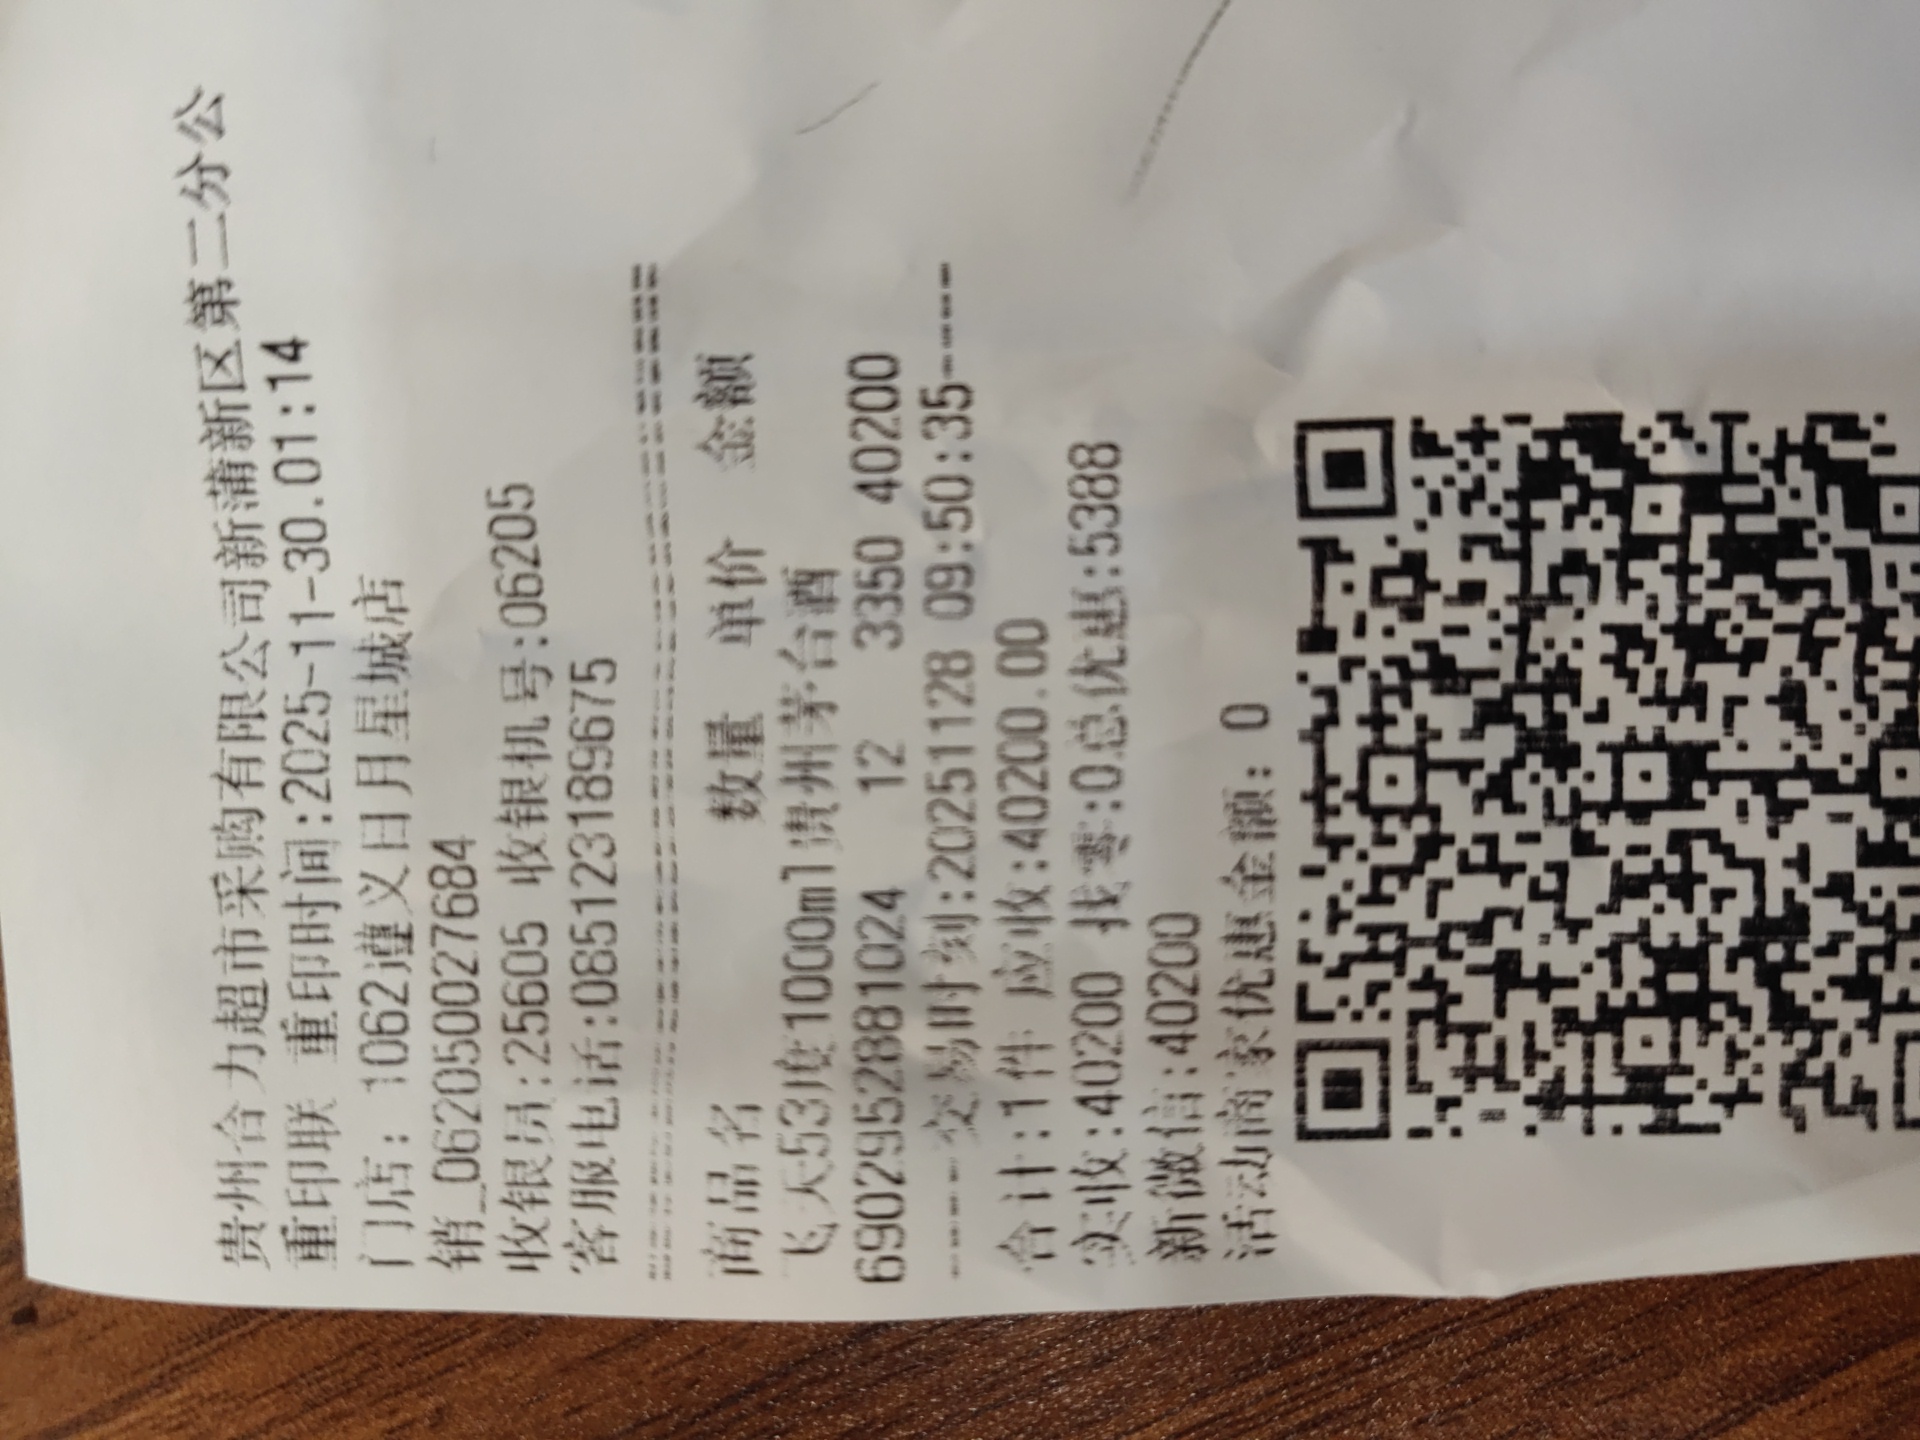 贵州合力超市采购有限公司新蒲新区第二分公
重印联 重印时间:2025-11-30.01:14
门店: 1062遵义日月星城店
销_0620500027684
收银员:25605 收银机号:06205
客服电话:085123189675
商品名 数量 单价 金额
飞天53度1000ml贵州茅台酒
6902952881024 12 3350 40200
----交易时刻:20251128 09:50:35----
合计:1件 应收:40200.00
实收:40200 找零:0总优惠:5388
新微信:40200
活动商家优惠金额: 0